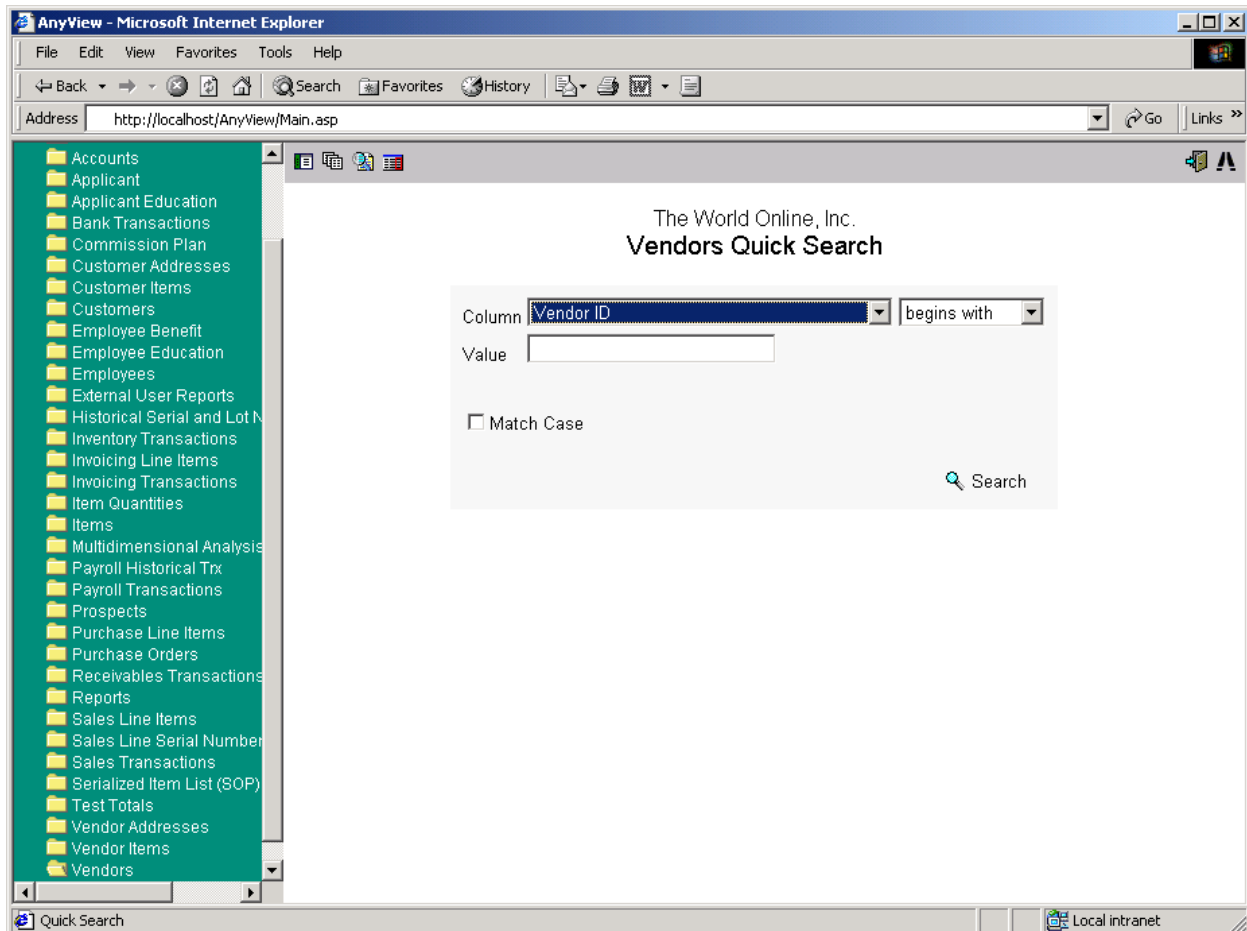 AnyView - Microsoft Internet Explorer
File Edit View Favorites Tools Help
Back Search Favorites History
Address http://localhost/AnyView/Main.asp Go Links »
Accounts
Applicant
Applicant Education
Bank Transactions
Commission Plan
Customer Addresses
Customer Items
Customers
Employee Benefit
Employee Education
Employees
External User Reports
Historical Serial and Lot N
Inventory Transactions
Invoicing Line Items
Invoicing Transactions
Item Quantities
Items
Multidimensional Analysis
Payroll Historical Trx
Payroll Transactions
Prospects
Purchase Line Items
Purchase Orders
Receivables Transactions
Reports
Sales Line Items
Sales Line Serial Number
Sales Transactions
Serialized Item List (SOP)
Test Totals
Vendor Addresses
Vendor Items
Vendors
The World Online, Inc.
Vendors Quick Search
Column Vendor ID begins with
Value
Match Case
Search
Quick Search Local intranet